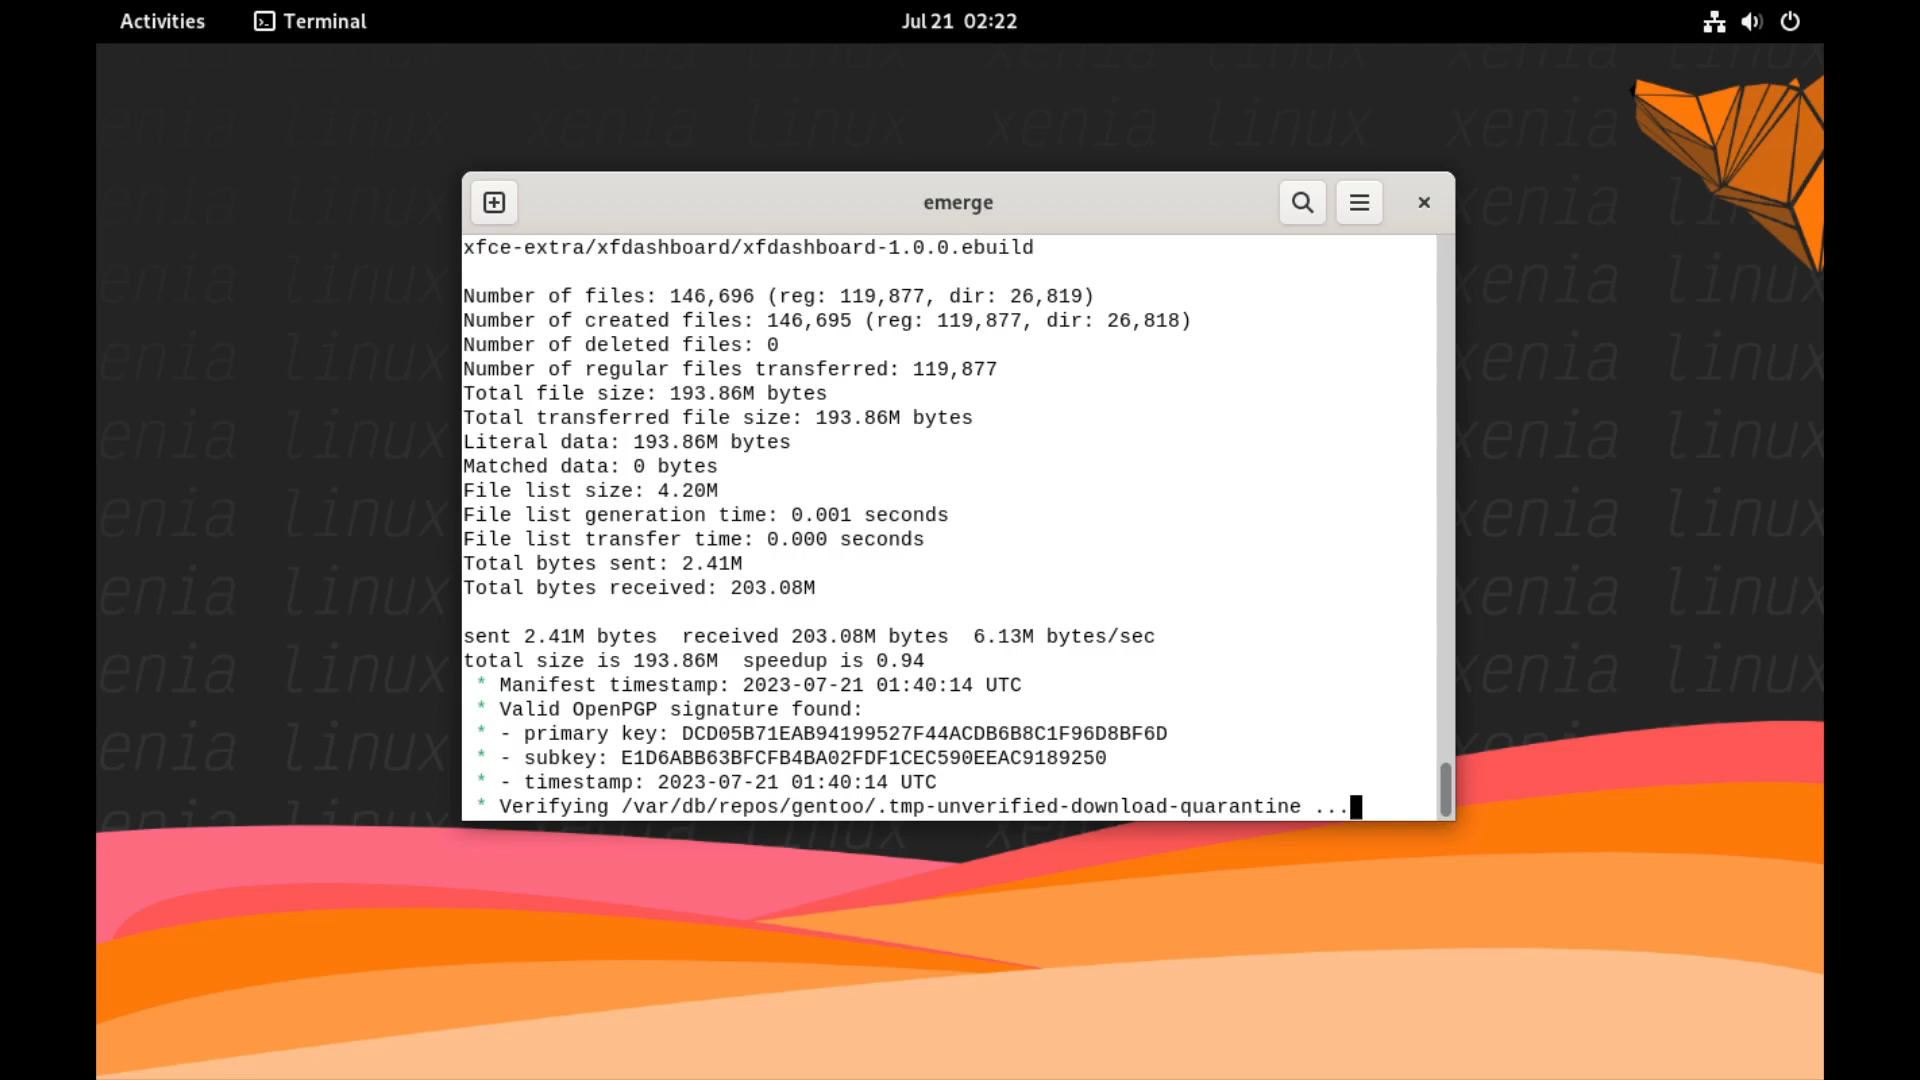 Activities Terminal Jul 21 02:22
xenia linux xenia linux xenia linux xenia
emerge
xfce-extra/xfdashboard/xfdashboard-1.0.0.ebuild
Number of files: 146,696 (reg: 119,877, dir: 26,819)
Number of created files: 146,695 (reg: 119,877, dir: 26,818)
Number of deleted files: 0
Number of regular files transferred: 119,877
Total file size: 193.86M bytes
Total transferred file size: 193.86M bytes
Literal data: 193.86M bytes
Matched data: 0 bytes
File list size: 4.20M
File list generation time: 0.001 seconds
File list transfer time: 0.000 seconds
Total bytes sent: 2.41M
Total bytes received: 203.08M
sent 2.41M bytes  received 203.08M bytes  6.13M bytes/sec
total size is 193.86M  speedup is 0.94
* Manifest timestamp: 2023-07-21 01:40:14 UTC
* Valid OpenPGP signature found:
* - primary key: DCD05B71EAB94199527F44ACDB6B8C1F96D8BF6D
* - subkey: E1D6ABB63BFCFB4BA02FDF1CEC590EEAC9189250
* - timestamp: 2023-07-21 01:40:14 UTC
* Verifying /var/db/repos/gentoo/.tmp-unverified-download-quarantine ...